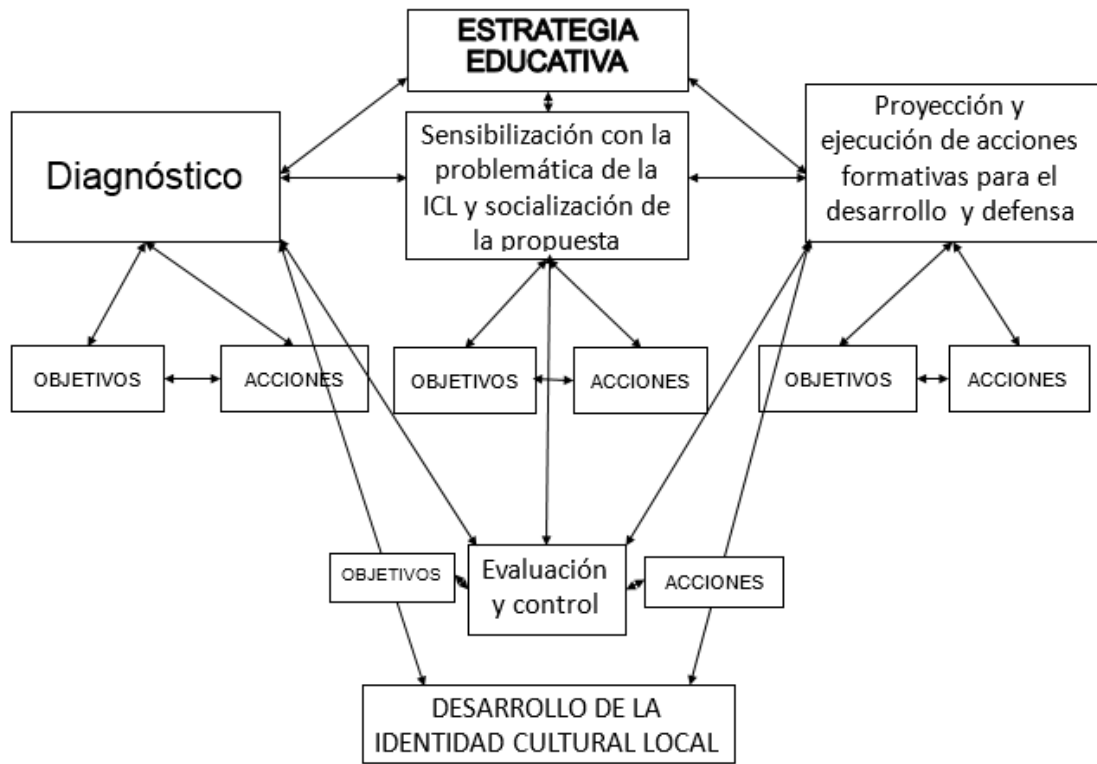 ESTRATEGIA
EDUCATIVA
Diagnóstico
Sensibilización con la
problemática de la
ICL y socialización de
la propuesta
Proyección y
ejecución de acciones
formativas para el
desarrollo y defensa
OBJETIVOS
ACCIONES
OBJETIVOS
ACCIONES
OBJETIVOS
ACCIONES
OBJETIVOS
Evaluación
y control
ACCIONES
DESARROLLO DE LA
IDENTIDAD CULTURAL LOCAL